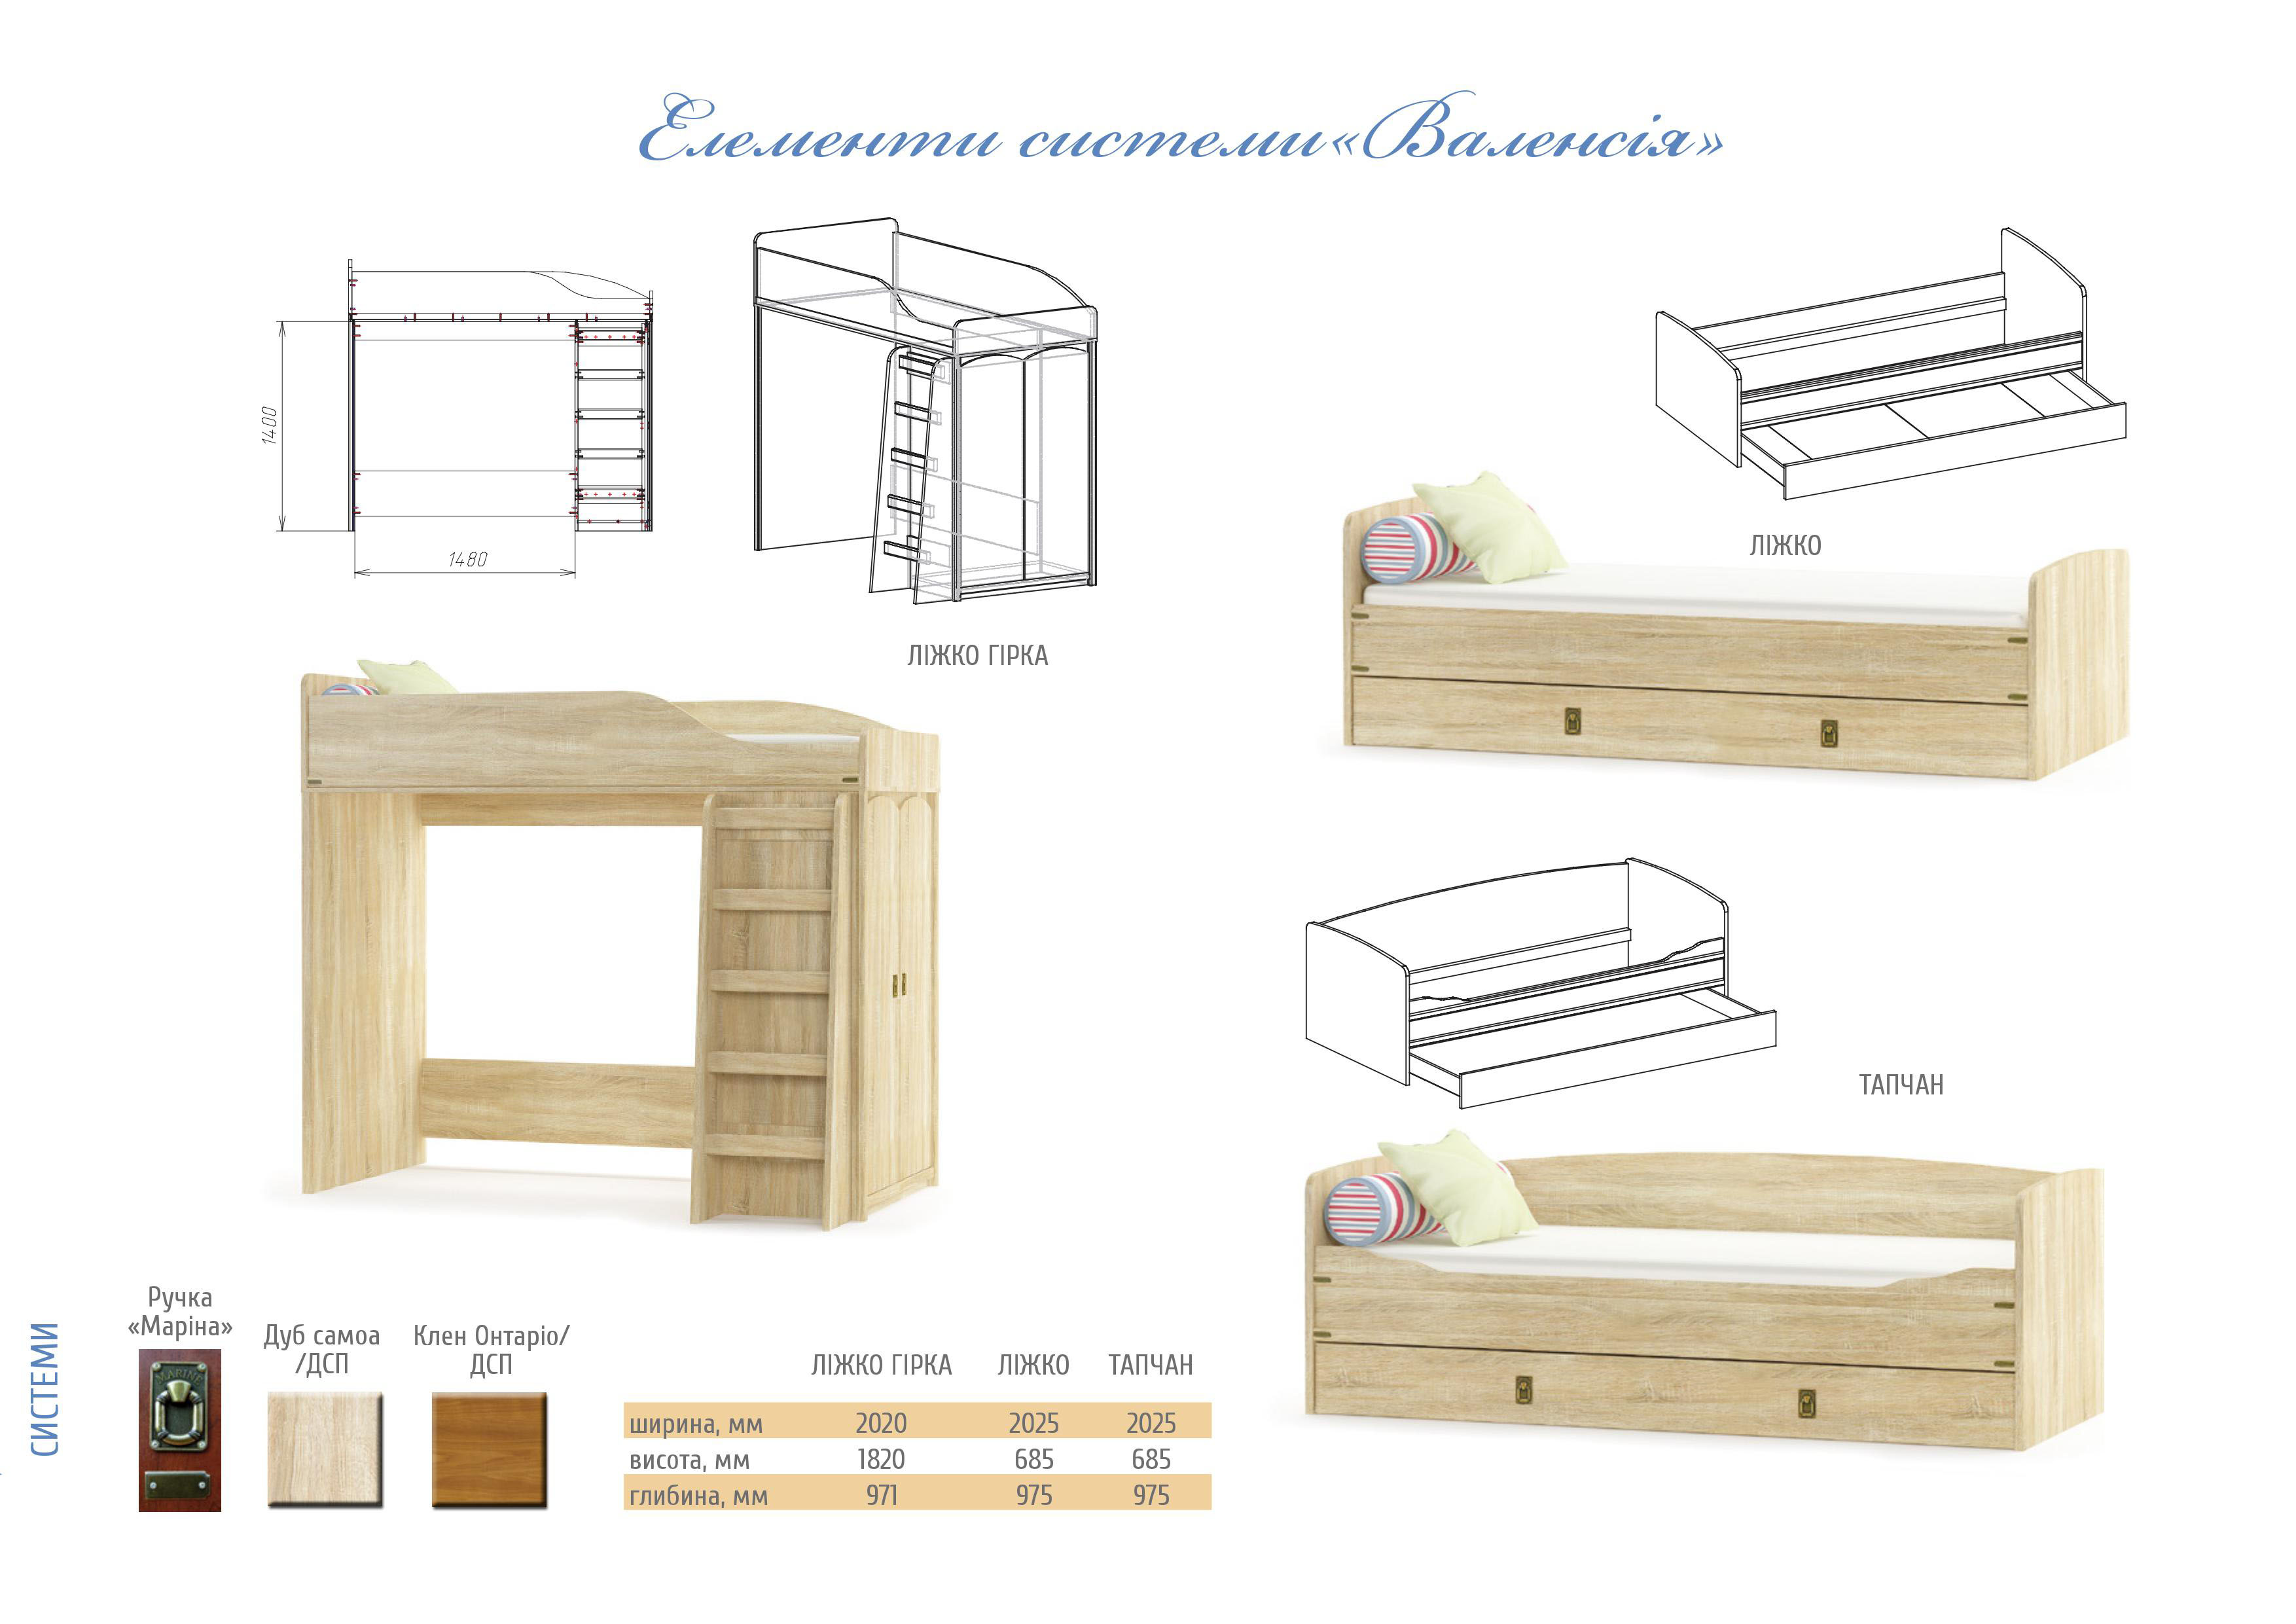 Елементи системи«Валенсія»
1400
1480
ЛІЖКО ГІРКА
ЛІЖКО
ТАПЧАН
СИСТЕМИ
Ручка
«Маріна»
MARINE
Дуб самоа
/ДСП
Клен Онтаріо/
ДСП
ЛІЖКО ГІРКА ЛІЖКО ТАПЧАН
ширина, мм 2020 2025 2025
висота, мм 1820 685 685
глибина, мм 971 975 975